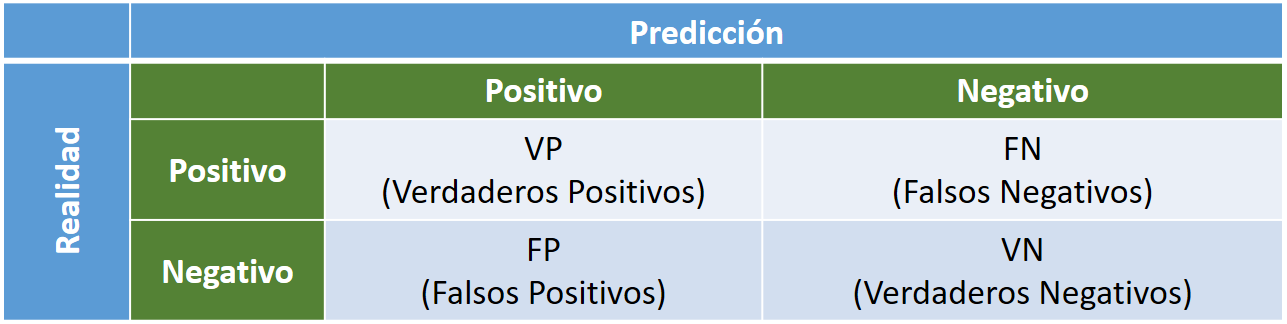 Predicción
Positivo
Negativo
Realidad
Positivo
VP
(Verdaderos Positivos)
FN
(Falsos Negativos)
Negativo
FP
(Falsos Positivos)
VN
(Verdaderos Negativos)